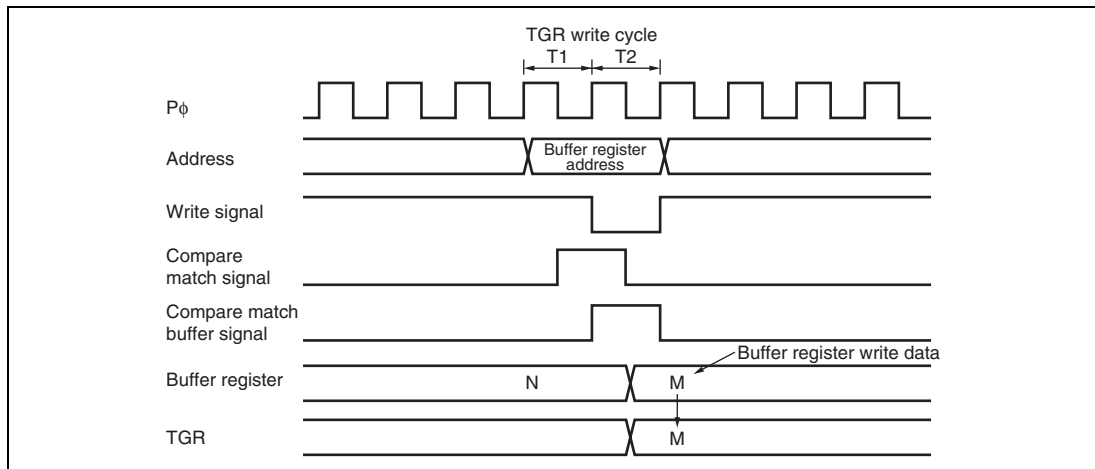 TGR write cycle
T1 T2
Pϕ
Address
Buffer register
address
Write signal
Compare
match signal
Compare match
buffer signal
Buffer register write data
Buffer register
N M
TGR
M